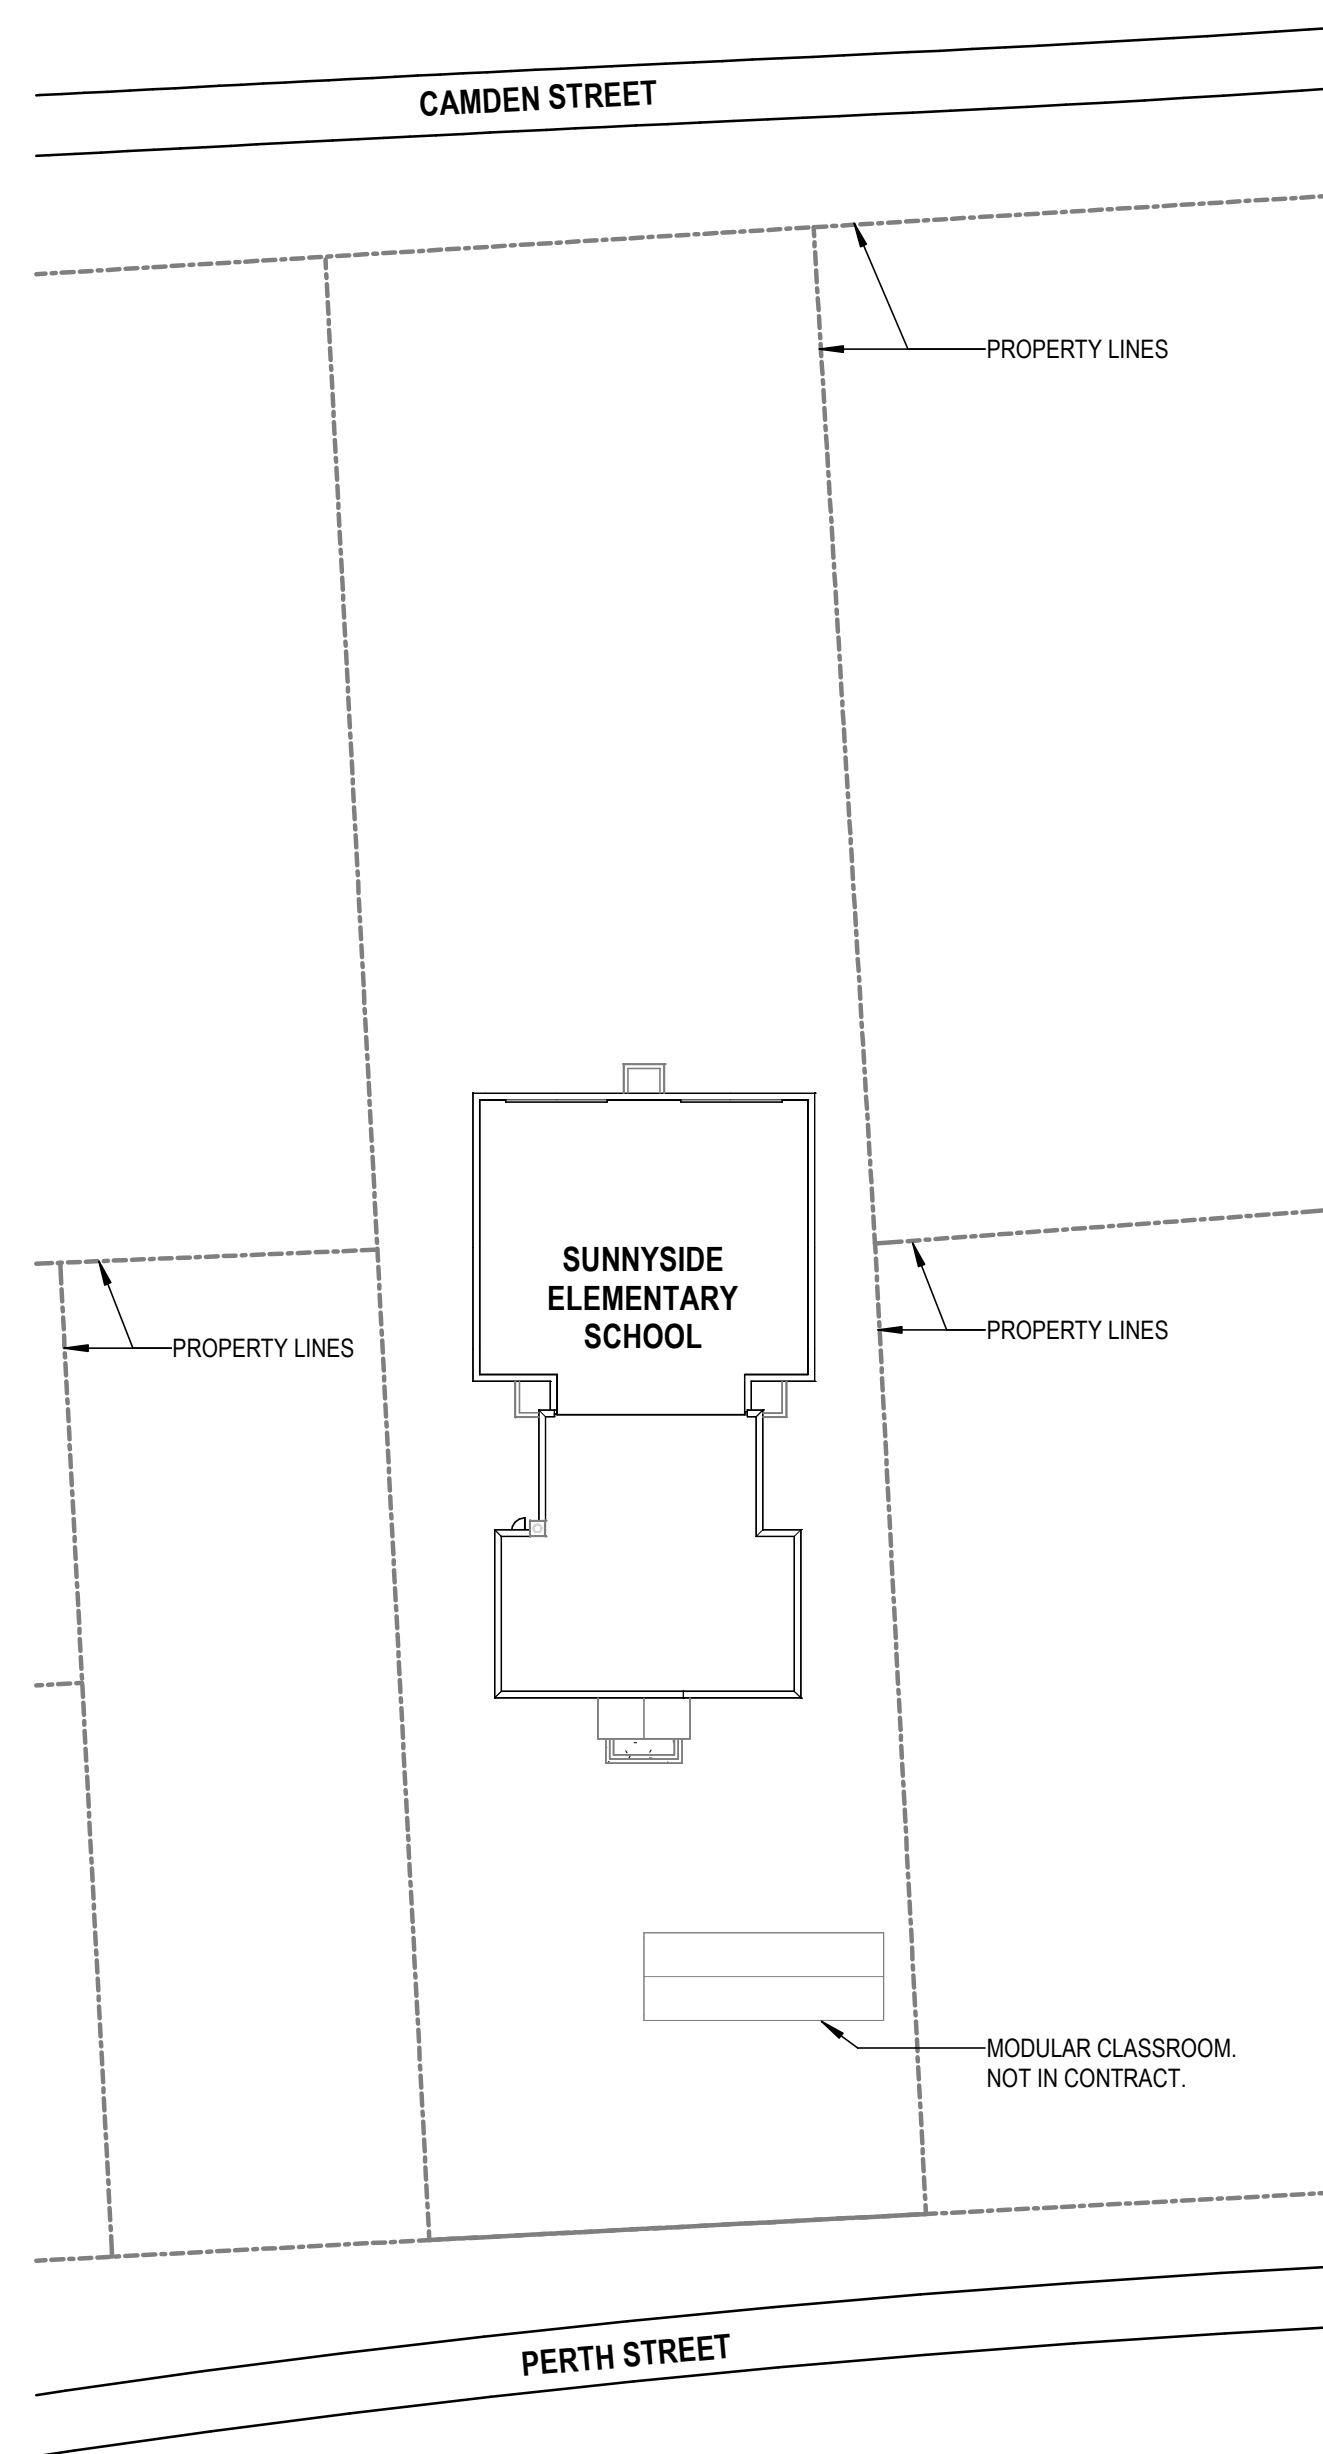 CAMDEN STREET
PROPERTY LINES
SUNNYSIDE
ELEMENTARY
SCHOOL
PROPERTY LINES
PROPERTY LINES
MODULAR CLASSROOM.
NOT IN CONTRACT.
PERTH STREET